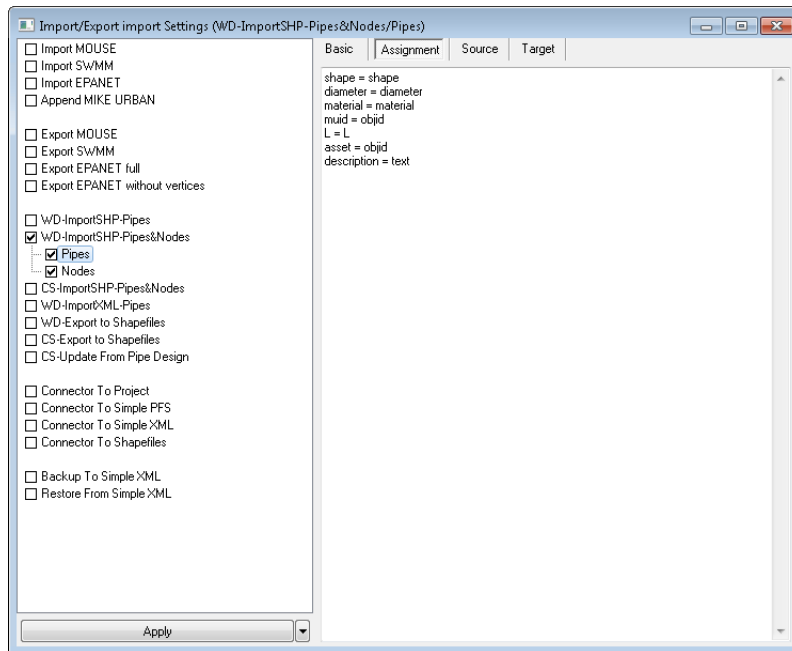 Import/Export import Settings (WD-ImportSHP-Pipes&Nodes/Pipes)
Import MOUSE
Import SWMM
Import EPANET
Append MIKE URBAN
Export MOUSE
Export SWMM
Export EPANET full
Export EPANET without vertices
WD-ImportSHP-Pipes
WD-ImportSHP-Pipes&Nodes
Pipes
Nodes
CS-ImportSHP-Pipes&Nodes
WD-ImportXML-Pipes
WD-Export to Shapefiles
CS-Export to Shapefiles
CS-Update From Pipe Design
Connector To Project
Connector To Simple PFS
Connector To Simple XML
Connector To Shapefiles
Backup To Simple XML
Restore From Simple XML
Apply
Basic Assignment Source Target
shape = shape
diameter = diameter
material = material
muid = objid
L = L
asset = objid
description = text